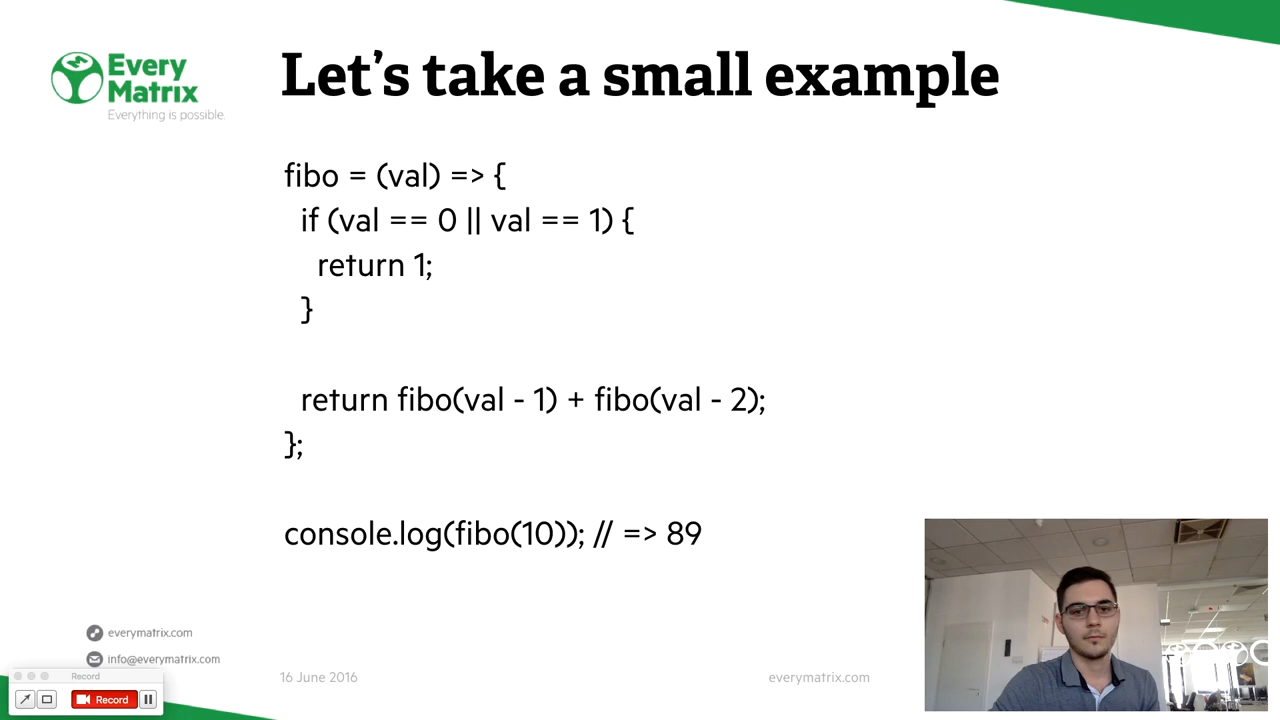 Every
Matrix
Everything is possible.
Let's take a small example
fibo = (val) => {
if (val == 0 || val == 1) {
return 1;
}
return fibo(val - 1) + fibo(val - 2);
};
console.log(fibo(10)); // => 89
everymatrix.com
info@everymatrix.com
Record
Record
16 June 2016
everymatrix.com